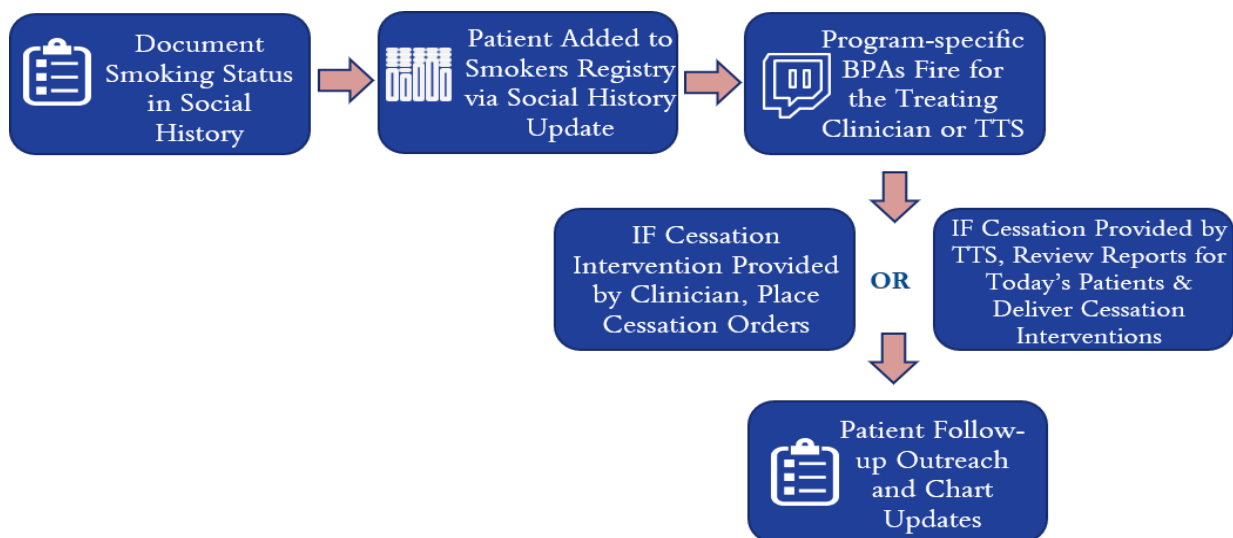 Document
Smoking Status
in Social
History
Patient Added to
Smokers Registry
via Social History
Update
Program-specific
BPAs Fire for
the Treating
Clinician or TTS
IF Cessation
Intervention Provided
by Clinician, Place
Cessation Orders
OR
IF Cessation Provided by
TTS, Review Reports for
Today's Patients &
Deliver Cessation
Interventions
Patient Follow-
up Outreach
and Chart
Updates